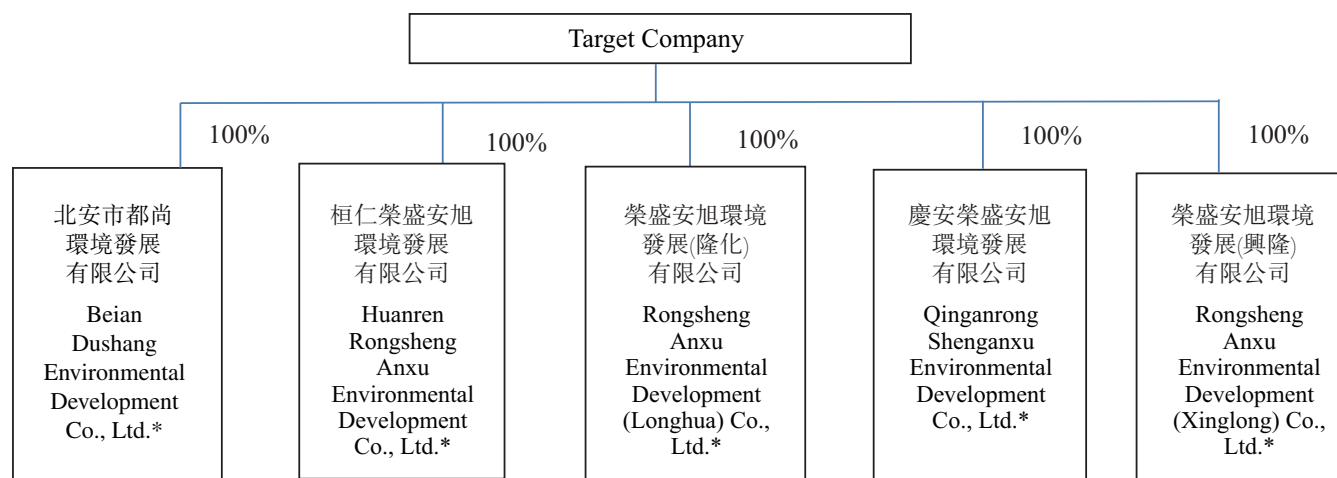 Target Company
100%
100%
100%
100%
100%
北安市都尚
環境發展
有限公司
Beian
Dushang
Environmental
Development
Co., Ltd.*
桓仁榮盛安旭
環境發展
有限公司
Huanren
Rongsheng
Anxu
Environmental
Development
Co., Ltd.*
榮盛安旭環境
發展(隆化)
有限公司
Rongsheng
Anxu
Environmental
Development
(Longhua) Co.,
Ltd.*
慶安榮盛安旭
環境發展
有限公司
Qinganrong
Shenganxu
Environmental
Development
Co., Ltd.*
榮盛安旭環境
發展(興隆)
有限公司
Rongsheng
Anxu
Environmental
Development
(Xinglong) Co.,
Ltd.*